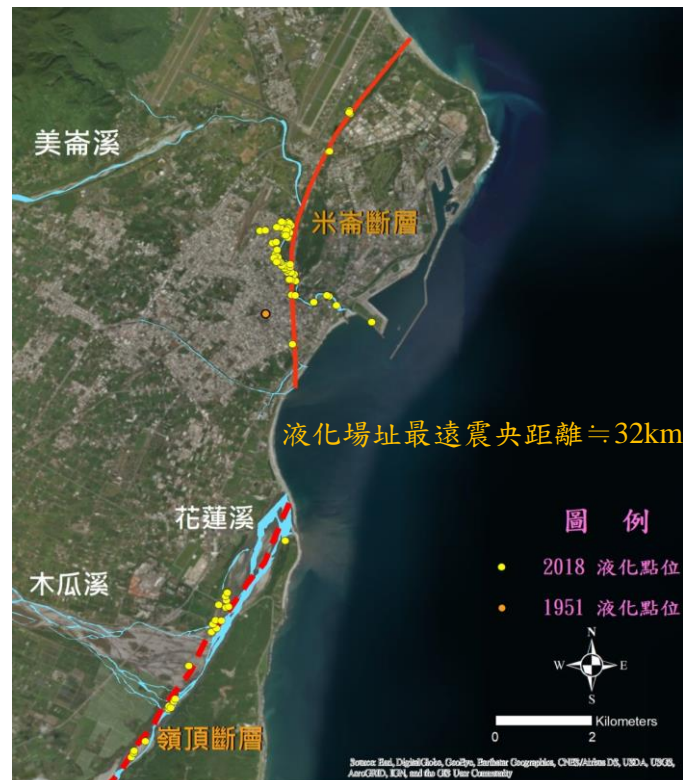 美崙溪
米崙斷層
液化場址最遠震央距離≒32km
花蓮溪
木瓜溪
嶺頂斷層
圖 例
2018 液化點位
1951 液化點位
N
W E
S
Kilometers
0 2
Source: Esri, DigitalGlobe, GeoEye, Earthstar Geographics, CNES/Airbus DS, USDA, USGS,
AeroGRID, IGN, and the GIS User Community